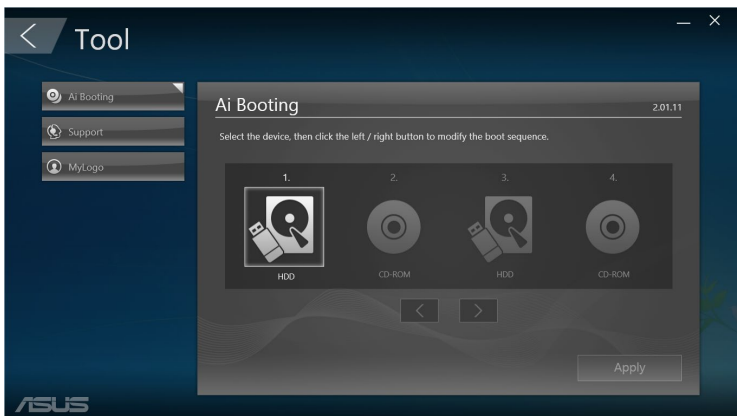 Tool
Ai Booting
Support
MyLogo
Ai Booting 2.01.11
Select the device, then click the left / right button to modify the boot sequence.
1. 2. 3. 4.
HDD CD-ROM HDD CD-ROM
Apply
ASUS